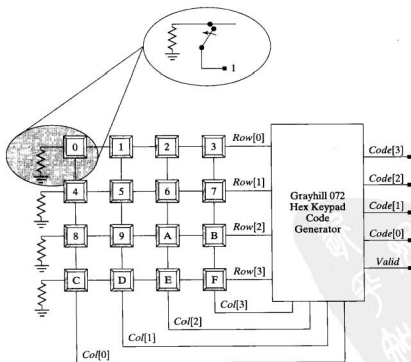 1
0 1 2 3 Row[0]
4 5 6 7 Row[1]
8 9 A B Row[2]
C D E F Row[3]
Grayhill 072
Hex Keypad
Code
Generator
Code[3]
Code[2]
Code[1]
Code[0]
Valid
Col[3]
Col[2]
Col[1]
Col[0]